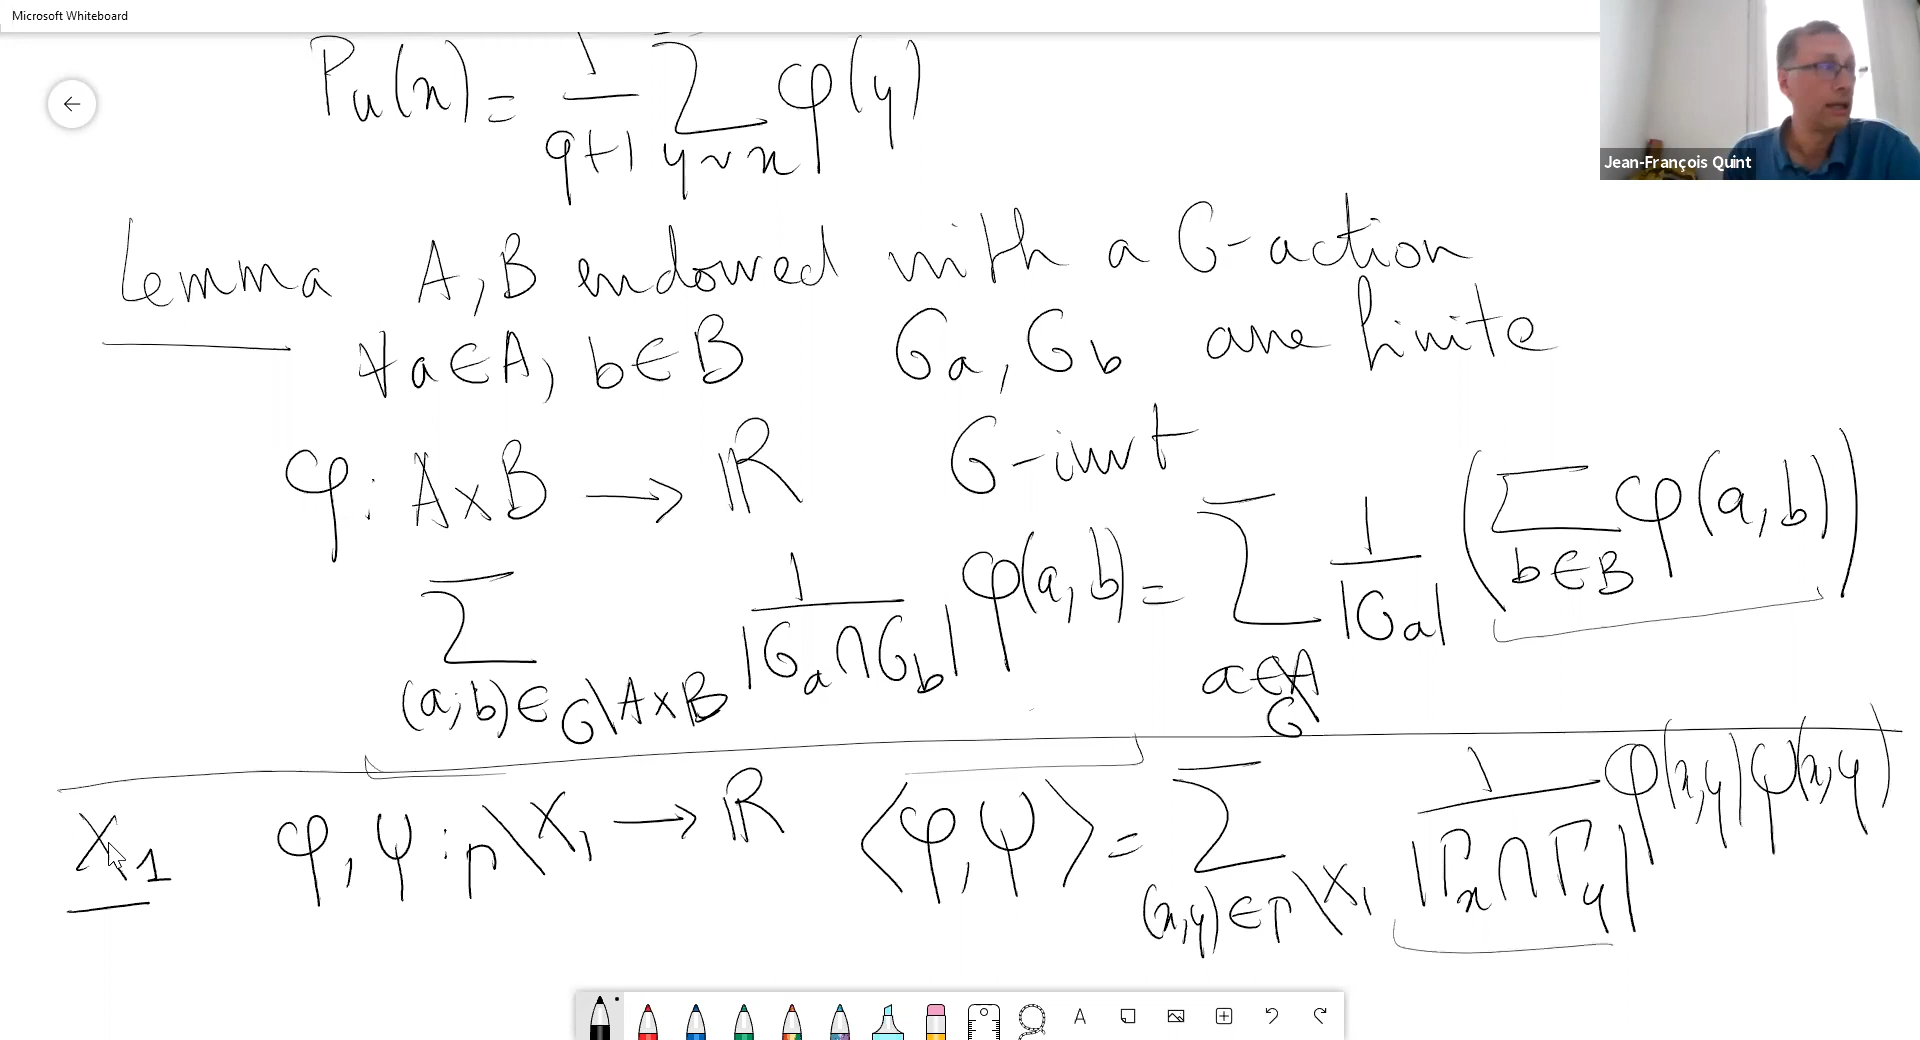 Microsoft Whiteboard
Jean-François Quint
Pu(x) = 1/(q+1) ∑_{y~x} φ(y)
Lemma A, B endowed with a G-action
∀a∈A, b∈B G_a, G_b are finite
φ: A×B → ℝ G-invt
∑_{(a,b)∈G\A×B} 1/|G_a∩G_b| φ(a,b) = ∑_{a∈G\A} 1/|G_a| (∑_{b∈B} φ(a,b))
X_1 φ, ψ: Γ\X_1 → ℝ ⟨φ,ψ⟩ = ∑_{(x,y)∈Γ\X_1} 1/|Γ_x∩Γ_y| φ(x,y)ψ(x,y)
A